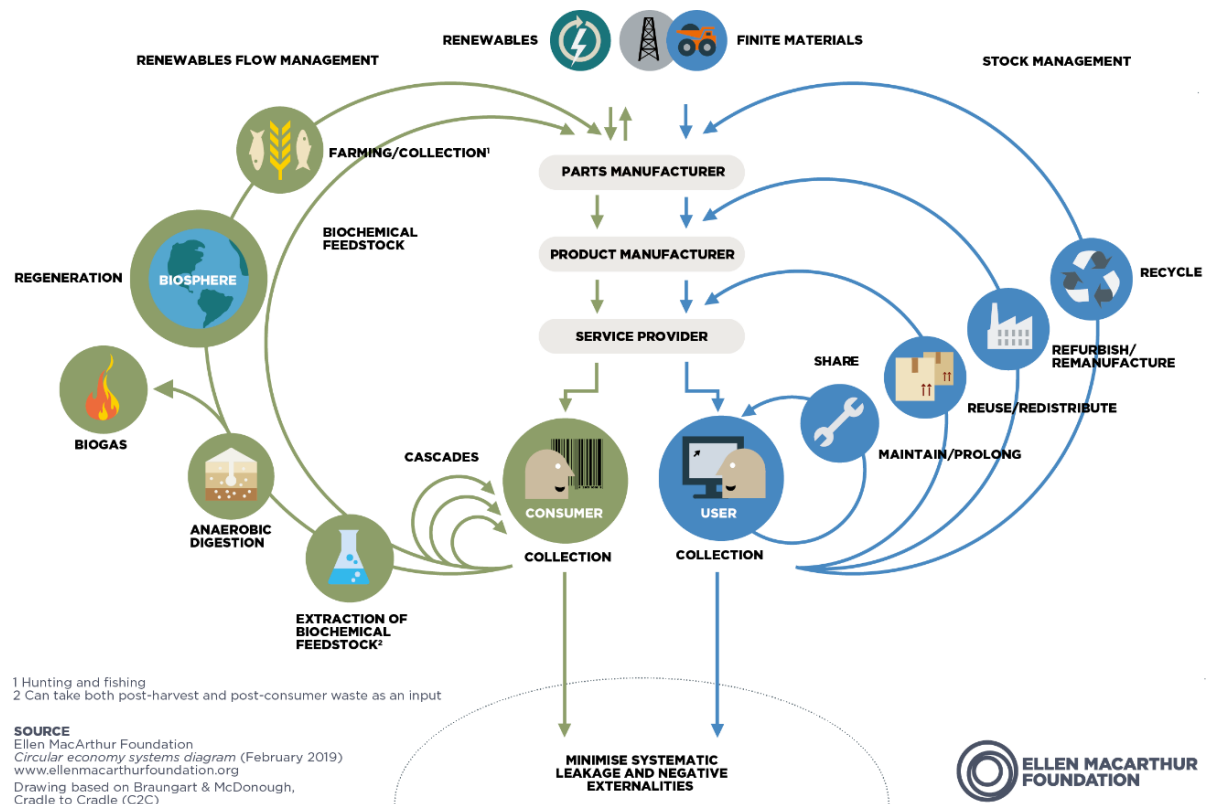 RENEWABLES
FINITE MATERIALS
RENEWABLES FLOW MANAGEMENT
STOCK MANAGEMENT
FARMING/COLLECTION¹
PARTS MANUFACTURER
BIOCHEMICAL
FEEDSTOCK
PRODUCT MANUFACTURER
REGENERATION
BIOSPHERE
RECYCLE
SERVICE PROVIDER
SHARE
REFURBISH/
REMANUFACTURE
REUSE/REDISTRIBUTE
BIOGAS
CASCADES
MAINTAIN/PROLONG
CONSUMER
USER
ANAEROBIC
DIGESTION
COLLECTION
COLLECTION
EXTRACTION OF
BIOCHEMICAL
FEEDSTOCK²
1 Hunting and fishing
2 Can take both post-harvest and post-consumer waste as an input
SOURCE
Ellen MacArthur Foundation
Circular economy systems diagram (February 2019)
www.ellenmacarthurfoundation.org
Drawing based on Braungart & McDonough,
Cradle to Cradle (C2C)
MINIMISE SYSTEMATIC
LEAKAGE AND NEGATIVE
EXTERNALITIES
ELLEN MACARTHUR
FOUNDATION